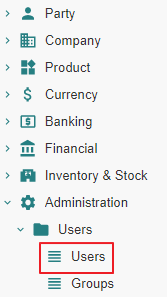 Party
Company
Product
Currency
Banking
Financial
Inventory & Stock
Administration
Users
Users
Groups